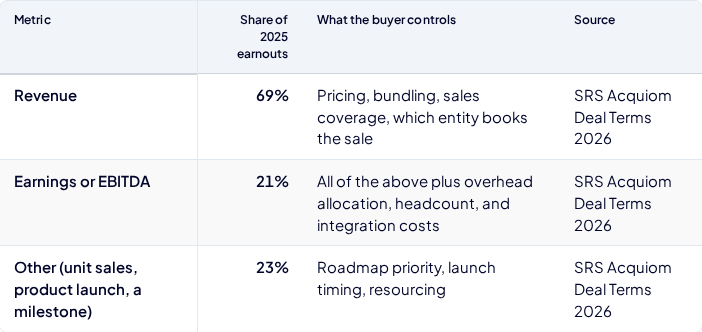 Metric
Share of
2025
earnouts
What the buyer controls
Source
Revenue
69%
Pricing, bundling, sales
coverage, which entity books
the sale
SRS Acquiom
Deal Terms
2026
Earnings or EBITDA
21%
All of the above plus overhead
allocation, headcount, and
integration costs
SRS Acquiom
Deal Terms
2026
Other (unit sales,
product launch, a
milestone)
23%
Roadmap priority, launch
timing, resourcing
SRS Acquiom
Deal Terms
2026